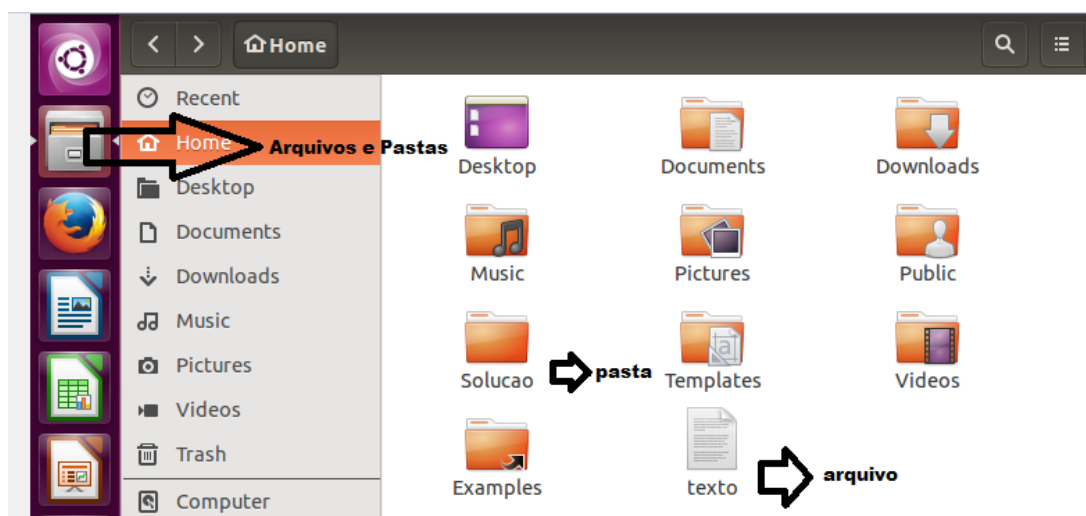 Home
Recent
Home
Arquivos e Pastas
Desktop
Documents
Downloads
Music
Pictures
Videos
Trash
Computer
Desktop
Documents
Downloads
Music
Pictures
Public
Solucao
pasta
Templates
Videos
Examples
texto
arquivo